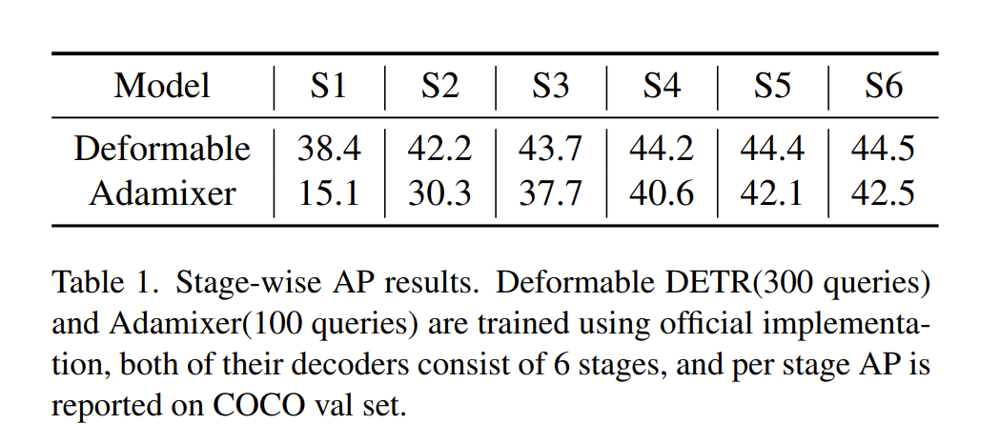 Model S1 S2 S3 S4 S5 S6
Deformable 38.4 42.2 43.7 44.2 44.4 44.5
Adamixer 15.1 30.3 37.7 40.6 42.1 42.5
Table 1. Stage-wise AP results. Deformable DETR(300 queries)
and Adamixer(100 queries) are trained using official implementa-
tion, both of their decoders consist of 6 stages, and per stage AP is
reported on COCO val set.